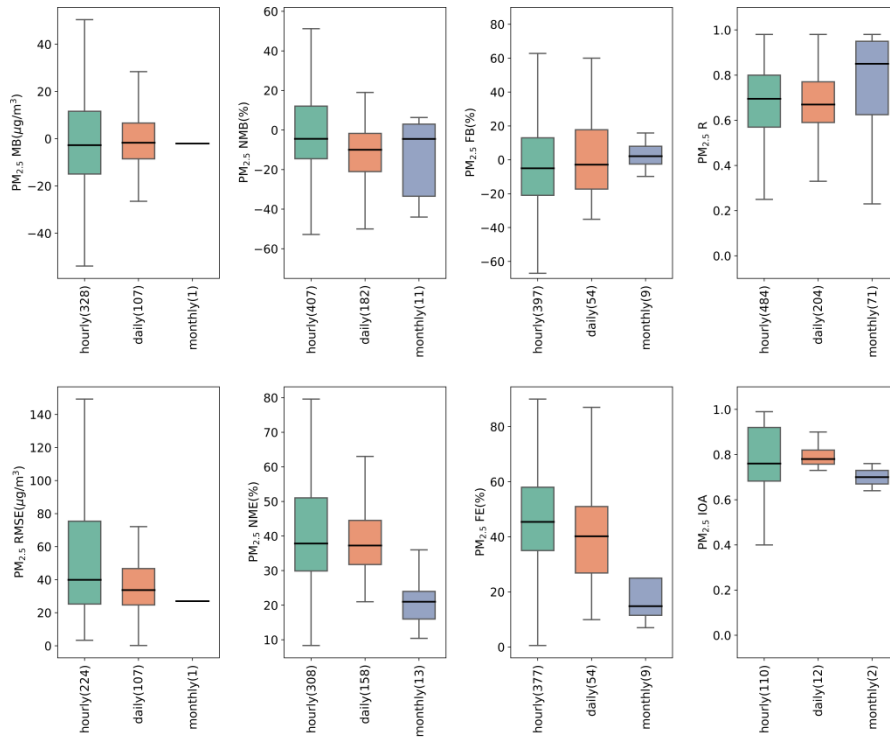 PM2.5 MB(μg/m³)
40
20
0
−20
−40
hourly(328)
daily(107)
monthly(1)
PM2.5 NMB(%)
60
40
20
0
−20
−40
−60
hourly(407)
daily(182)
monthly(11)
PM2.5 FB(%)
80
60
40
20
0
−20
−40
−60
hourly(397)
daily(54)
monthly(9)
PM2.5 R
1.0
0.8
0.6
0.4
0.2
0.0
hourly(484)
daily(204)
monthly(71)
PM2.5 RMSE(μg/m³)
140
120
100
80
60
40
20
0
hourly(224)
daily(107)
monthly(1)
PM2.5 NME(%)
80
70
60
50
40
30
20
10
hourly(308)
daily(158)
monthly(13)
PM2.5 FE(%)
80
60
40
20
0
hourly(377)
daily(54)
monthly(9)
PM2.5 IOA
1.0
0.8
0.6
0.4
0.2
0.0
hourly(110)
daily(12)
monthly(2)